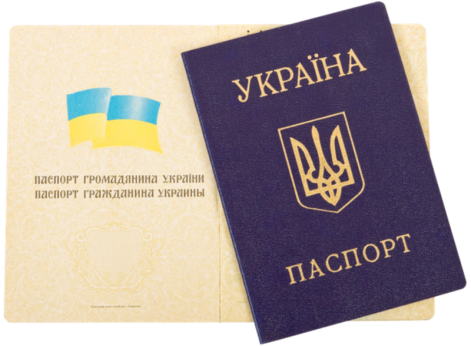 УКРАЇНА
ПАСПОРТ
ПАСПОРТ ГРОМАДЯНИНА УКРАЇНИ
ПАСПОРТ ГРАЖДАНИНА УКРАИНЫ